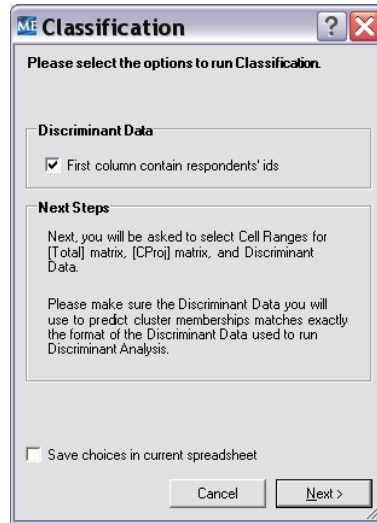 ME Classification
Please select the options to run Classification.
Discriminant Data
First column contain respondents' ids
Next Steps
Next, you will be asked to select Cell Ranges for
[Total] matrix, [CProj] matrix, and Discriminant
Data.
Please make sure the Discriminant Data you will
use to predict cluster memberships matches exactly
the format of the Discriminant Data used to run
Discriminant Analysis.
Save choices in current spreadsheet
Cancel
Next >